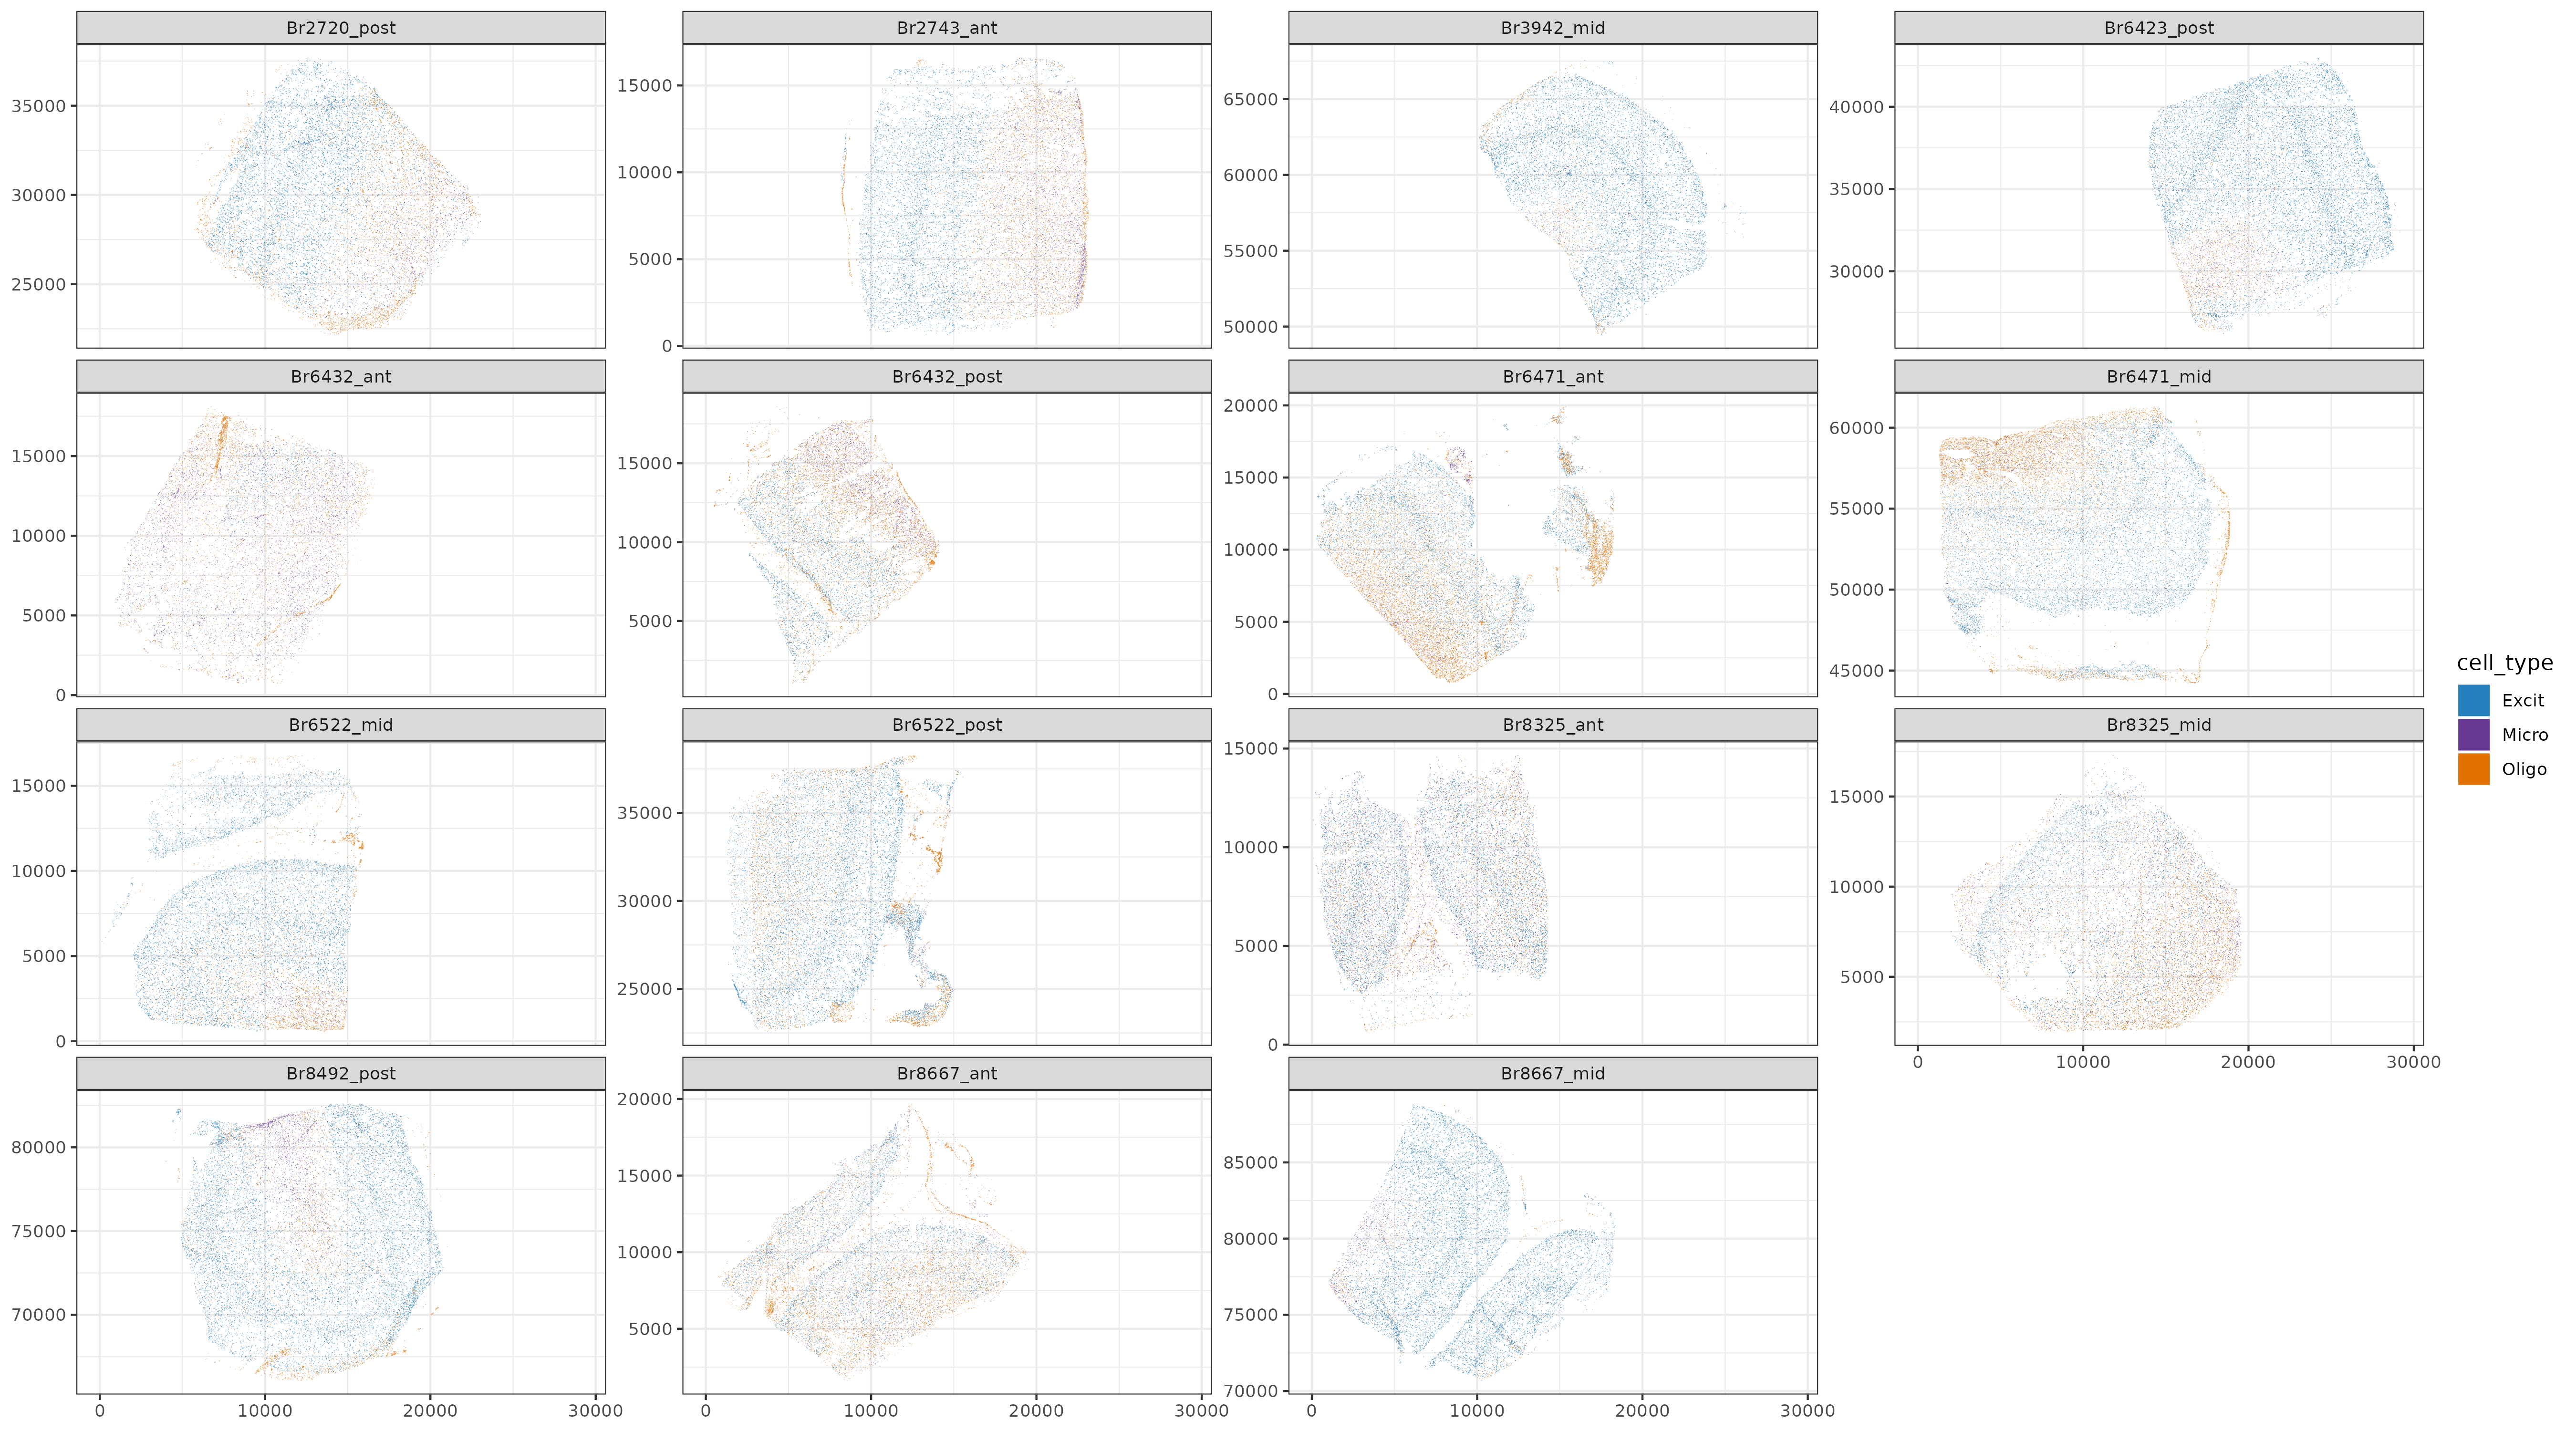 Br2720_post
Br2743_ant
Br3942_mid
Br6423_post
35000
30000
25000
15000
10000
5000
0
65000
60000
55000
50000
40000
35000
30000
Br6432_ant
Br6432_post
Br6471_ant
Br6471_mid
15000
10000
5000
0
15000
10000
5000
20000
15000
10000
5000
0
60000
55000
50000
45000
cell_type
Excit
Micro
Oligo
Br6522_mid
Br6522_post
Br8325_ant
Br8325_mid
15000
10000
5000
0
35000
30000
25000
15000
10000
5000
0
15000
10000
5000
0 10000 20000 30000
Br8492_post
Br8667_ant
Br8667_mid
80000
75000
70000
20000
15000
10000
5000
85000
80000
75000
70000
0 10000 20000 30000
0 10000 20000 30000
0 10000 20000 30000